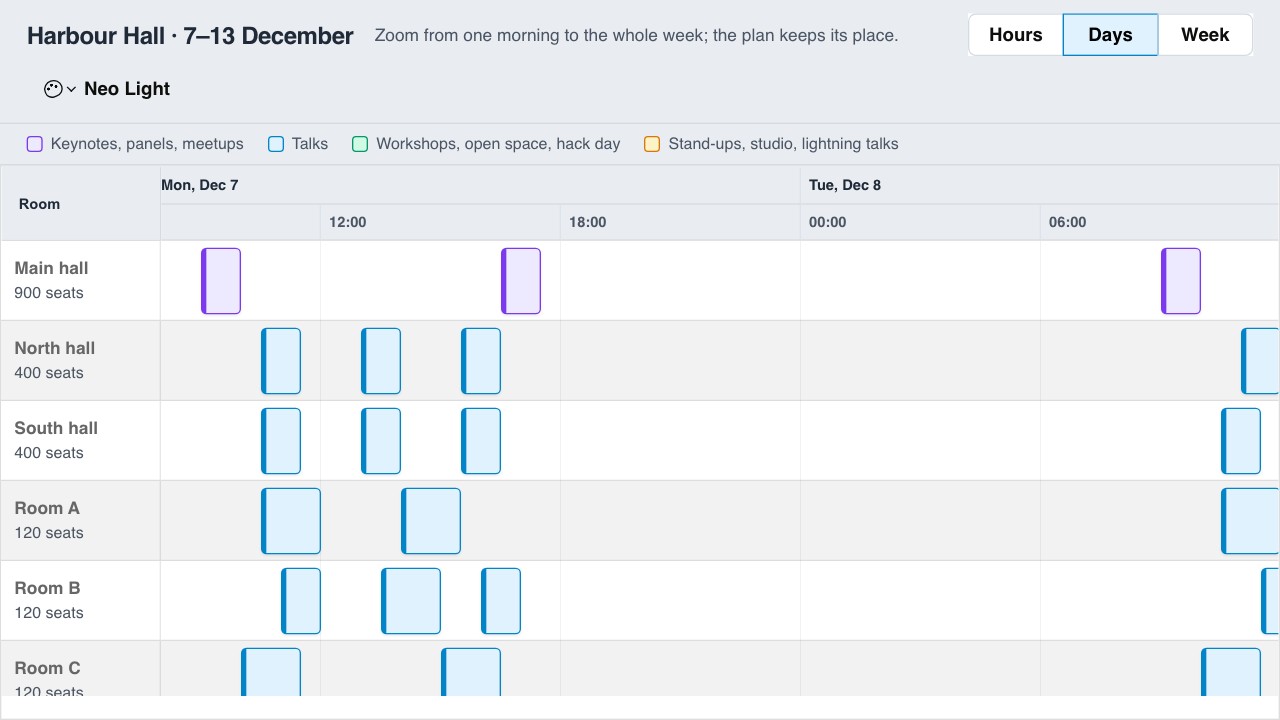 Harbour Hall · 7–13 December
Zoom from one morning to the whole week; the plan keeps its place.
Hours
Days
Week
Neo Light
Keynotes, panels, meetups
Talks
Workshops, open space, hack day
Stand-ups, studio, lightning talks
Room
Mon, Dec 7
Tue, Dec 8
12:00
18:00
00:00
06:00
Main hall
900 seats
North hall
400 seats
South hall
400 seats
Room A
120 seats
Room B
120 seats
Room C
120 seats